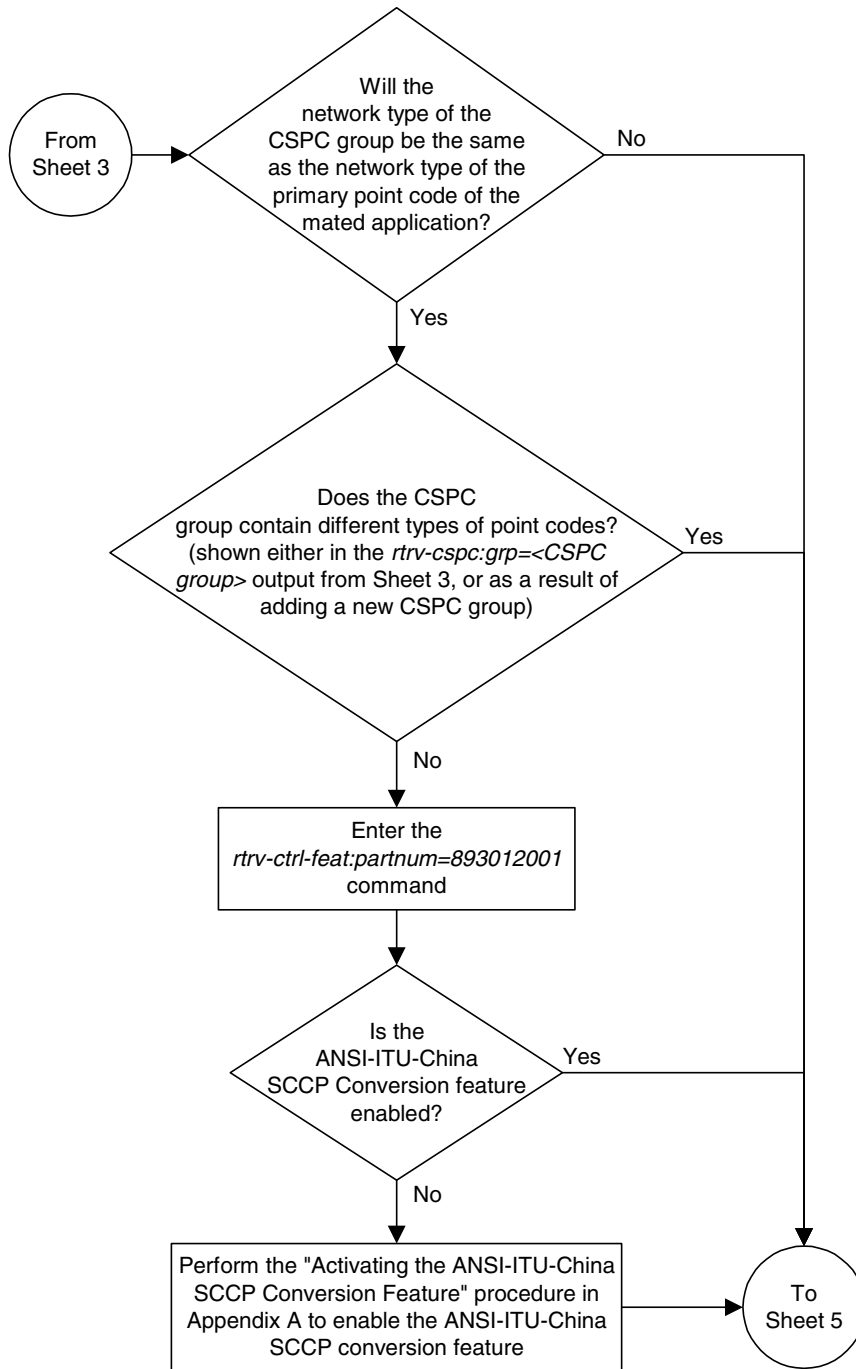 From
Sheet 3
Will the
network type of the
CSPC group be the same
as the network type of the
primary point code of the
mated application?
No
Yes
Does the CSPC
group contain different types of point codes?
(shown either in the rtrv-cspc:grp=<CSPC
group> output from Sheet 3, or as a result of
adding a new CSPC group)
Yes
No
Enter the
rtrv-ctrl-feat:partnum=893012001
command
Is the
ANSI-ITU-China
SCCP Conversion feature
enabled?
Yes
No
Perform the "Activating the ANSI-ITU-China
SCCP Conversion Feature" procedure in
Appendix A to enable the ANSI-ITU-China
SCCP conversion feature
To
Sheet 5